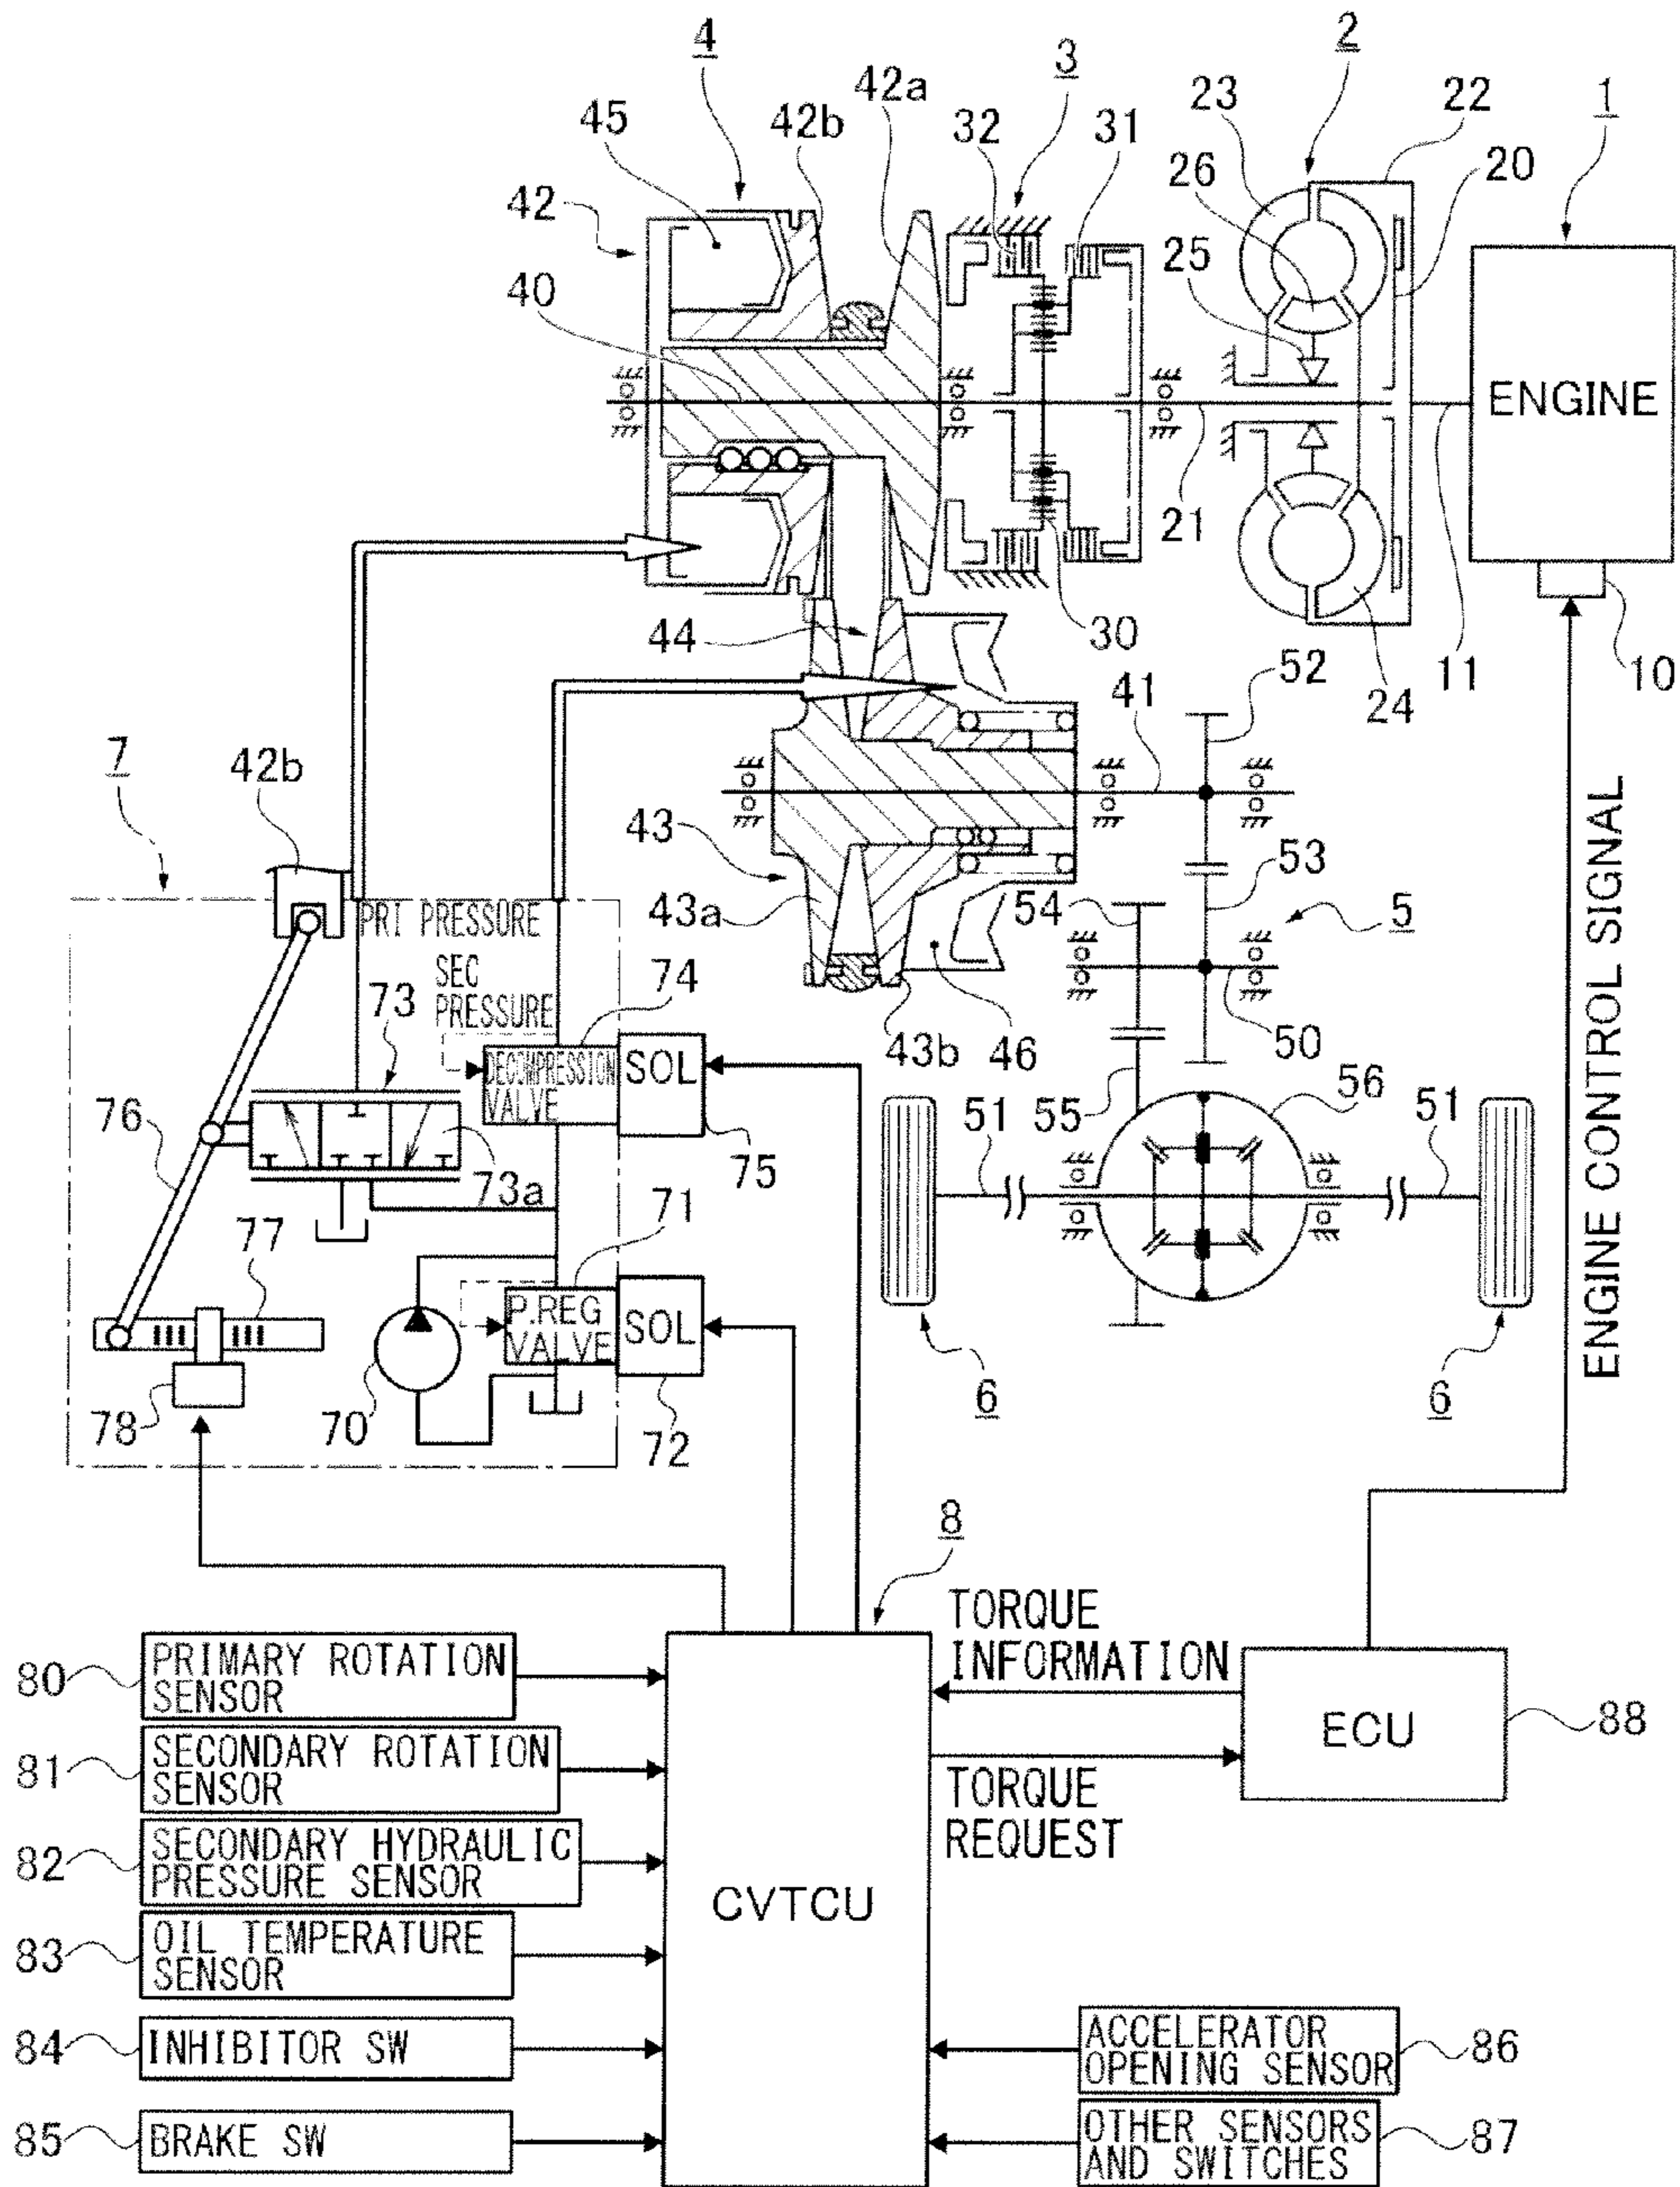 4
3
2
1
42a
42b
45
42
40
32
31
23
22
26
20
25
ENGINE
21
30
24
11
10
44
52
41
7
42b
43
43a
53
54
5
50
PRI PRESSURE
SEC
PRESSURE
74
73
DECOMPRESSION
VALVE
SOL
75
43b
46
76
73a
71
77
P.REG
VALVE
SOL
70
72
78
51
55
56
51
6
6
ENGINE CONTROL SIGNAL
8
TORQUE
INFORMATION
ECU
88
TORQUE
REQUEST
CVTCU
80
PRIMARY ROTATION
SENSOR
81
SECONDARY ROTATION
SENSOR
82
SECONDARY HYDRAULIC
PRESSURE SENSOR
83
OIL TEMPERATURE
SENSOR
84
INHIBITOR SW
85
BRAKE SW
ACCELERATOR
OPENING SENSOR
86
OTHER SENSORS
AND SWITCHES
87